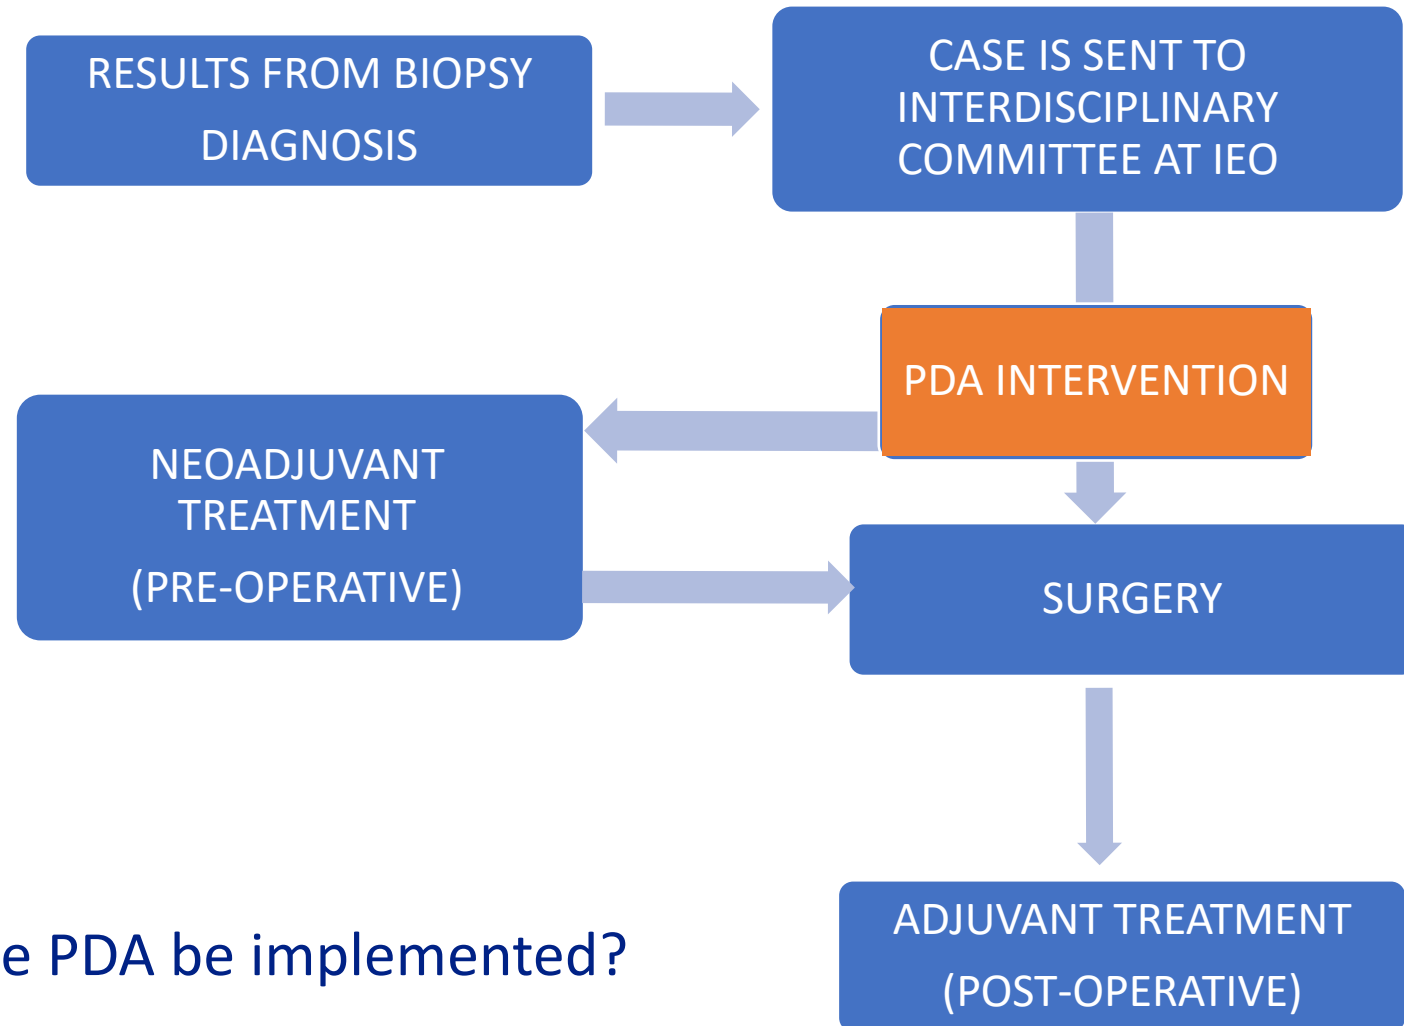 RESULTS FROM BIOPSY
DIAGNOSIS
CASE IS SENT TO
INTERDISCIPLINARY
COMMITTEE AT IEO
PDA INTERVENTION
NEOADJUVANT
TREATMENT
(PRE-OPERATIVE)
SURGERY
ADJUVANT TREATMENT
(POST-OPERATIVE)
e PDA be implemented?